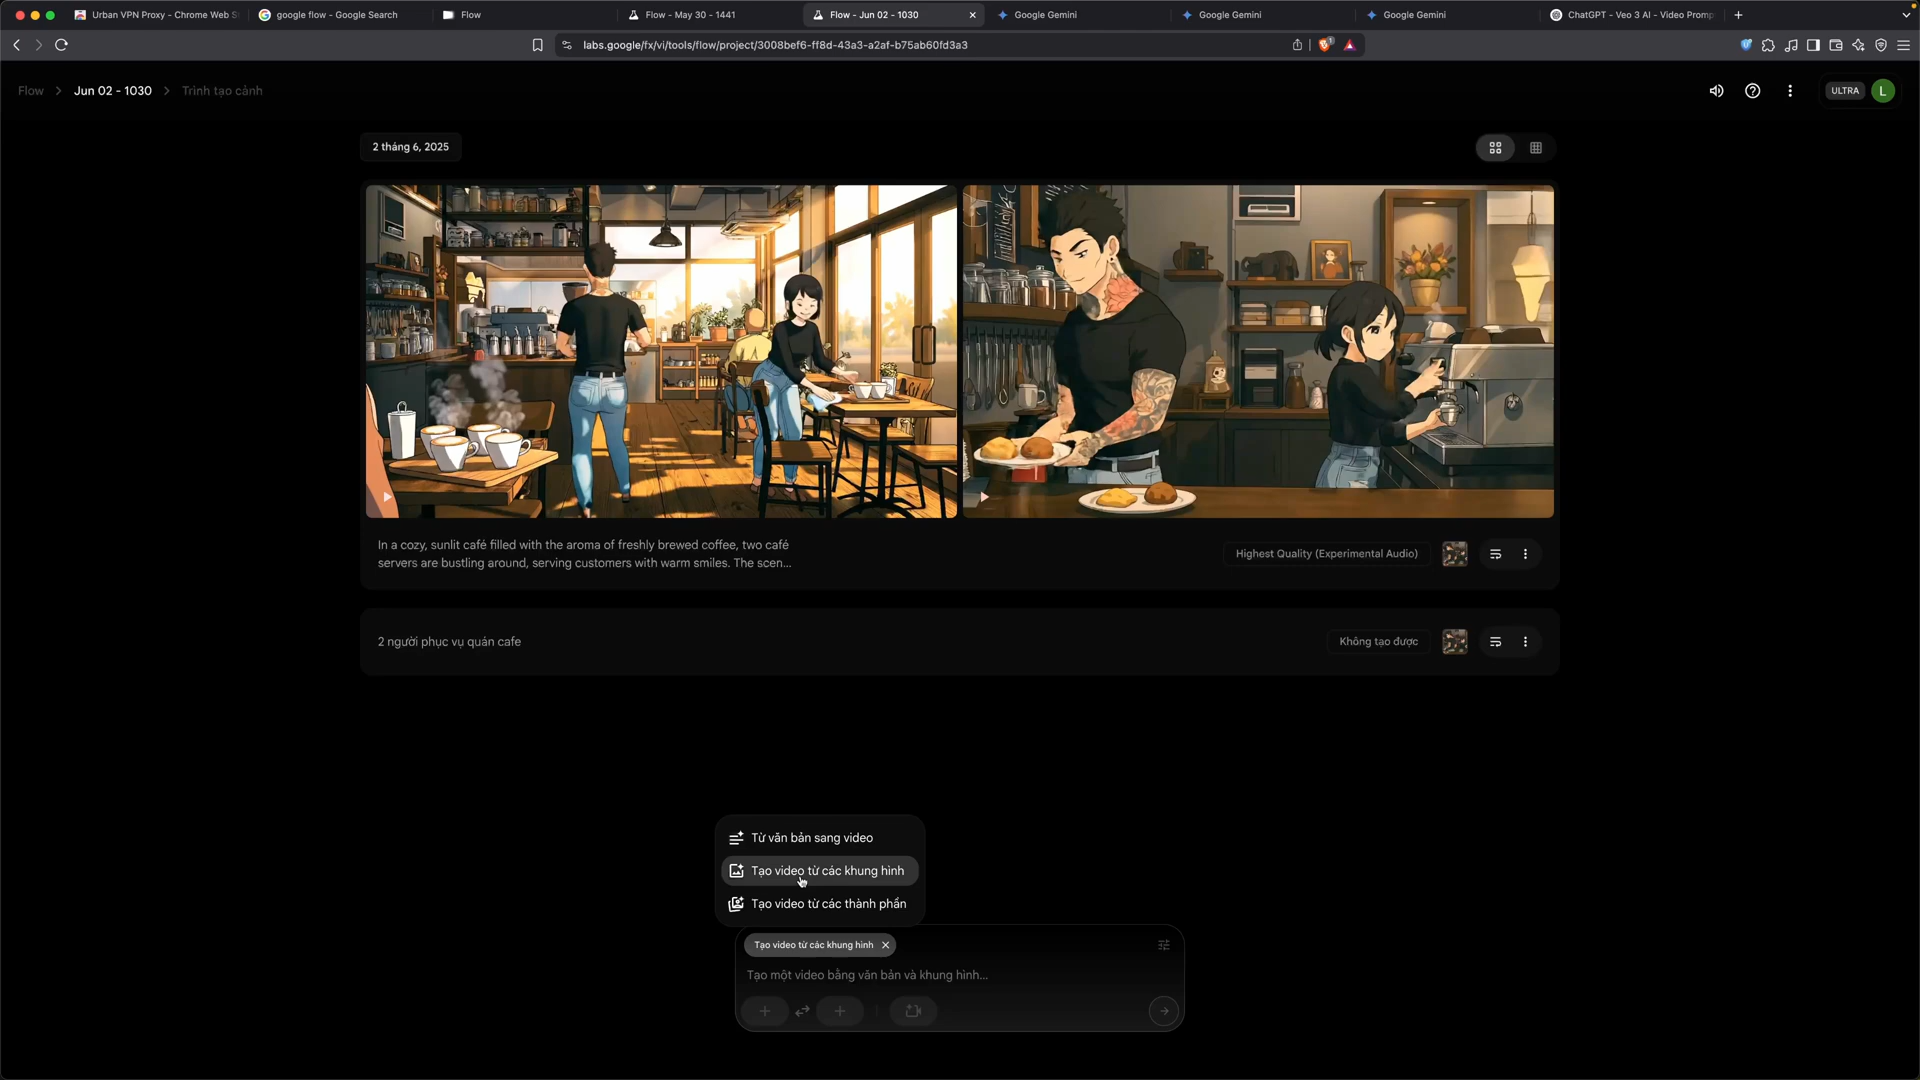 Urban VPN Proxy - Chrome Web S
google flow - Google Search
Flow
Flow - May 30 - 1441
Flow - Jun 02 - 1030
Google Gemini
Google Gemini
Google Gemini
ChatGPT - Veo 3 AI - Video Promp
labs.google/fx/vi/tools/flow/project/3008bef6-ff8d-43a3-a2af-b75ab60fd3a3
Flow
Jun 02 - 1030
Trình tạo cảnh
ULTRA
L
2 tháng 6, 2025
In a cozy, sunlit café filled with the aroma of freshly brewed coffee, two café
servers are bustling around, serving customers with warm smiles. The scen...
Highest Quality (Experimental Audio)
2 người phục vụ quán cafe
Không tạo được
Từ văn bản sang video
Tạo video từ các khung hình
Tạo video từ các thành phần
Tạo video từ các khung hình
Tạo một video bằng văn bản và khung hình...